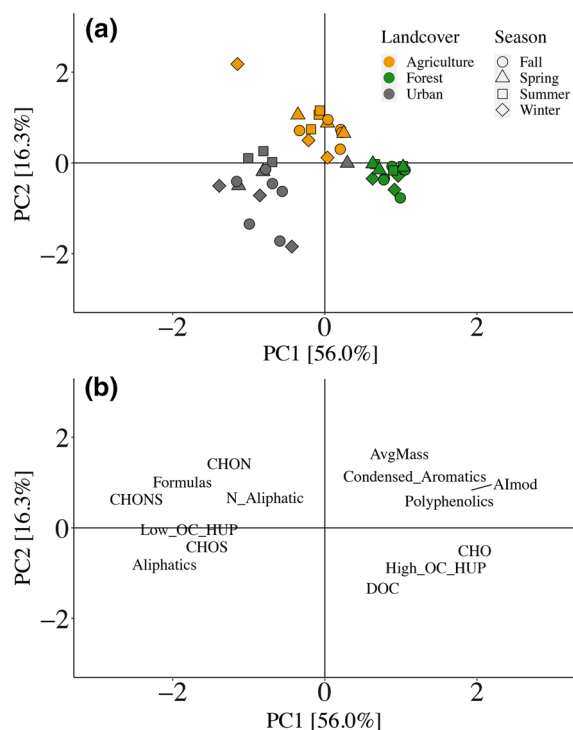 (a)
Landcover
Agriculture
Forest
Urban
Season
Fall
Spring
Summer
Winter
PC2 [16.3%]
2
0
−2
−2
0
2
PC1 [56.0%]
(b)
PC2 [16.3%]
2
0
−2
AvgMass
CHON
Condensed_Aromatics
Formulas
AImod
CHONS
N_Aliphatic
Polyphenolics
Low_OC_HUP
CHOS
CHO
Aliphatics
High_OC_HUP
DOC
−2
0
2
PC1 [56.0%]